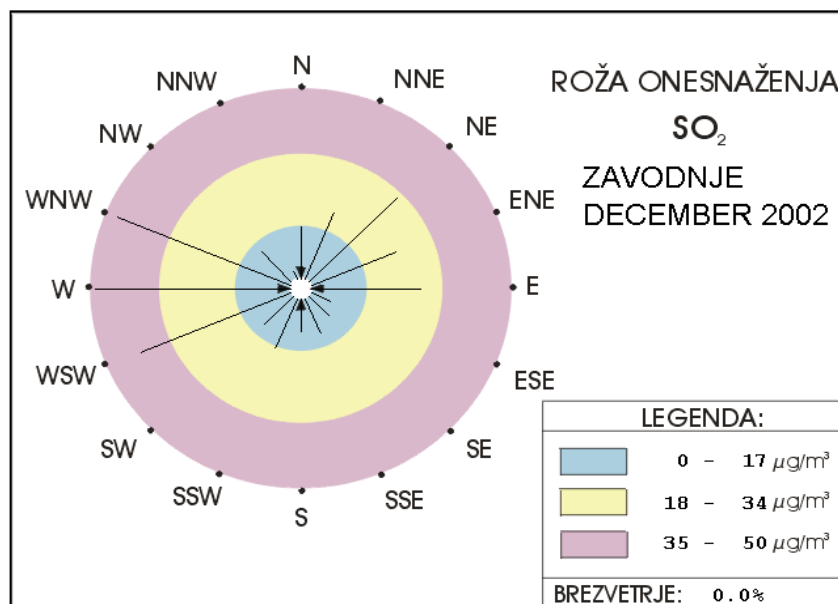 ROŽA ONESNAŽENJA
SO₂
ZAVODNJE
DECEMBER 2002
N
NNE
NE
ENE
E
ESE
SE
SSE
S
SSW
SW
WSW
W
WNW
NW
NNW
LEGENDA:
0 - 17 µg/m³
18 - 34 µg/m³
35 - 50 µg/m³
BREZVETRJE: 0.0%